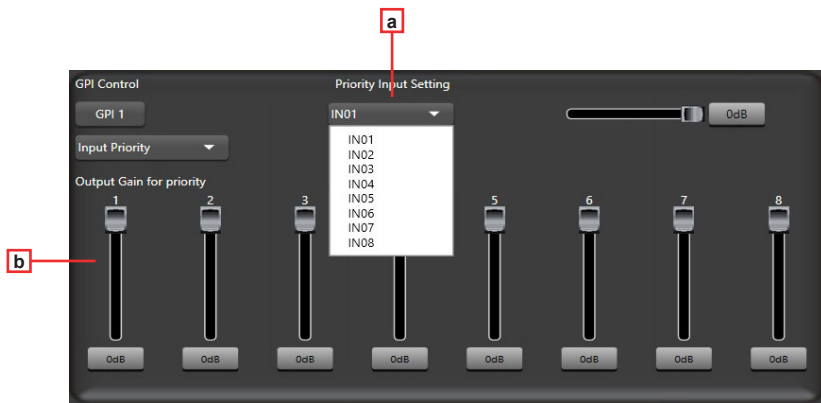 a
GPI Control
Priority Input Setting
GPI 1
IN01
0dB
Input Priority
IN01
IN02
IN03
IN04
IN05
IN06
IN07
IN08
Output Gain for priority
1 2 3 5 6 7 8
b
0dB 0dB 0dB 0dB 0dB 0dB 0dB 0dB